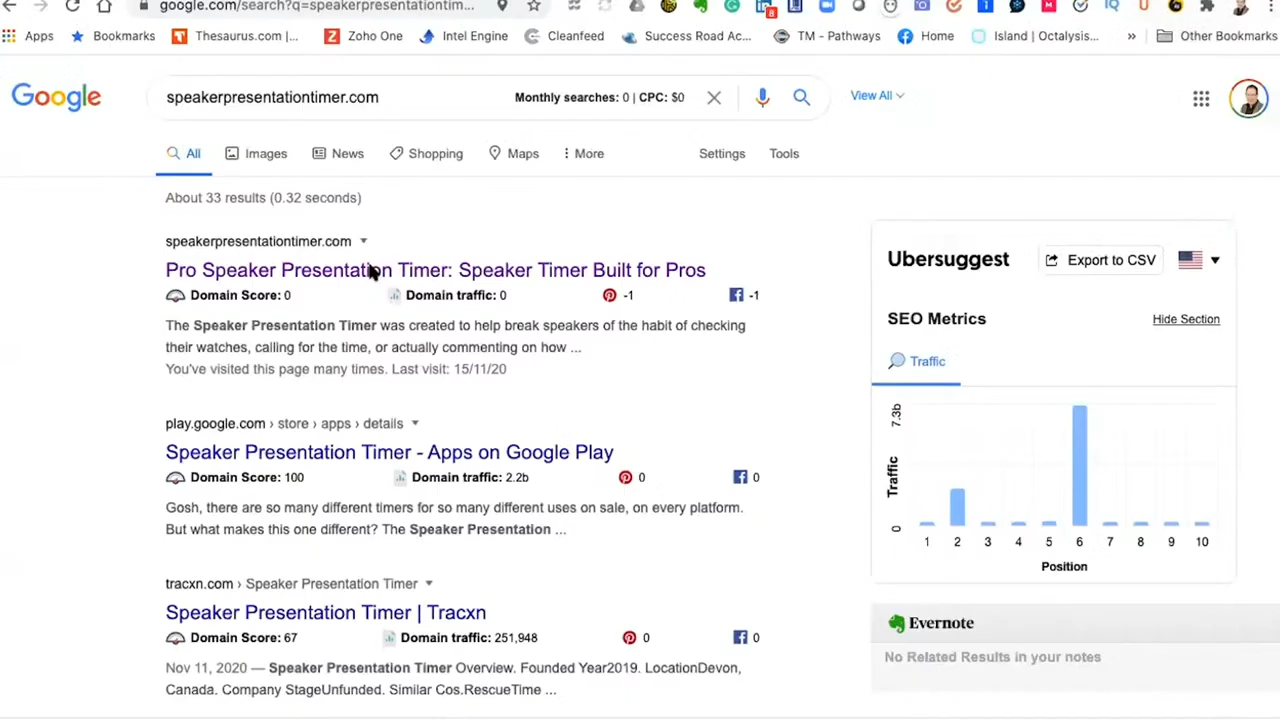 google.com/search?q=speakerpresentationtim...
8
Apps
Bookmarks
Thesaurus.com |...
Zoho One
Intel Engine
Cleanfeed
Success Road Ac...
TM - Pathways
Home
Island | Octalysis...
»
Other Bookmarks
Google
speakerpresentationtimer.com
Monthly searches: 0 | CPC: $0
View All
All
Images
News
Shopping
Maps
More
Settings
Tools
About 33 results (0.32 seconds)
speakerpresentationtimer.com
Pro Speaker Presentation Timer: Speaker Timer Built for Pros
Domain Score: 0
Domain traffic: 0
-1
-1
The Speaker Presentation Timer was created to help break speakers of the habit of checking
their watches, calling for the time, or actually commenting on how ...
You've visited this page many times. Last visit: 15/11/20
play.google.com › store › apps › details
Speaker Presentation Timer - Apps on Google Play
Domain Score: 100
Domain traffic: 2.2b
0
0
Gosh, there are so many different timers for so many different uses on sale, on every platform.
But what makes this one different? The Speaker Presentation ...
tracxn.com › Speaker Presentation Timer
Speaker Presentation Timer | Tracxn
Domain Score: 67
Domain traffic: 251,948
0
0
Nov 11, 2020 — Speaker Presentation Timer Overview. Founded Year2019. LocationDevon,
Canada. Company StageUnfunded. Similar Cos.RescueTime ...
Ubersuggest
Export to CSV
SEO Metrics
Hide Section
Traffic
7.3b
Traffic
0
1 2 3 4 5 6 7 8 9 10
Position
Evernote
No Related Results in your notes